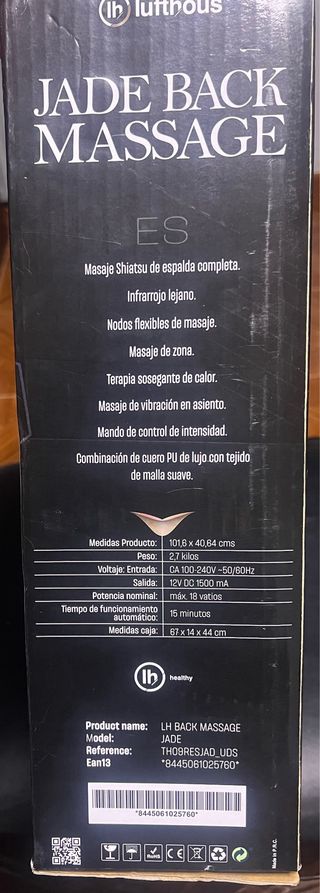 lh lufthous
JADE BACK
MASSAGE
ES
Masaje Shiatsu de espalda completa.
Infrarrojo lejano.
Nodos flexibles de masaje.
Masaje de zona.
Terapia sosegante de calor.
Masaje de vibración en asiento.
Mando de control de intensidad.
Combinación de cuero PU de lujo con tejido
de malla suave.
Medidas Producto: 101,6 x 40,64 cms
Peso: 2,7 kilos
Voltaje: Entrada: CA 100-240V ~50/60Hz
Salida: 12V DC 1500 mA
Potencia nominal: máx. 18 vatios
Tiempo de funcionamiento
automático: 15 minutos
Medidas caja: 67 x 14 x 44 cm
lh healthy
Product name: LH BACK MASSAGE
Model: JADE
Reference: TH09RESJAD_UDS
Ean13 *8445061025760*
*8445061025760*
RoHS CE
Made in P.R.C.